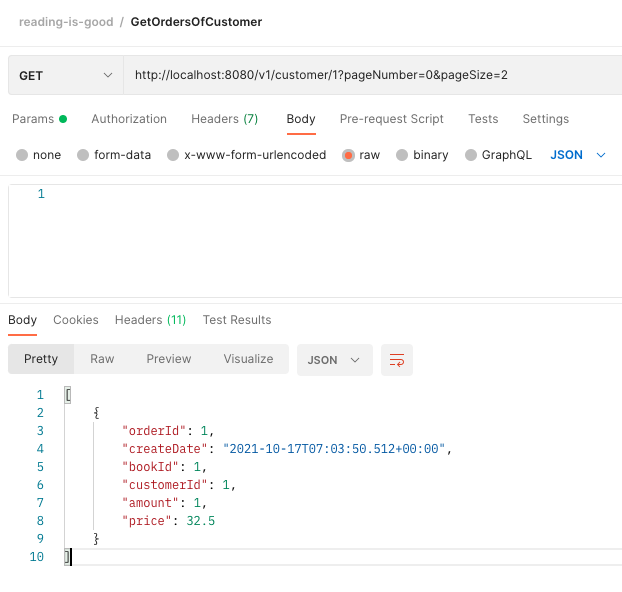 reading-is-good / GetOrdersOfCustomer
GET http://localhost:8080/v1/customer/1?pageNumber=0&pageSize=2
Params Authorization Headers (7) Body Pre-request Script Tests Settings
none form-data x-www-form-urlencoded raw binary GraphQL JSON
1
Body Cookies Headers (11) Test Results
Pretty Raw Preview Visualize JSON
1 [
2 {
3 "orderId": 1,
4 "createDate": "2021-10-17T07:03:50.512+00:00",
5 "bookId": 1,
6 "customerId": 1,
7 "amount": 1,
8 "price": 32.5
9 }
10 ]